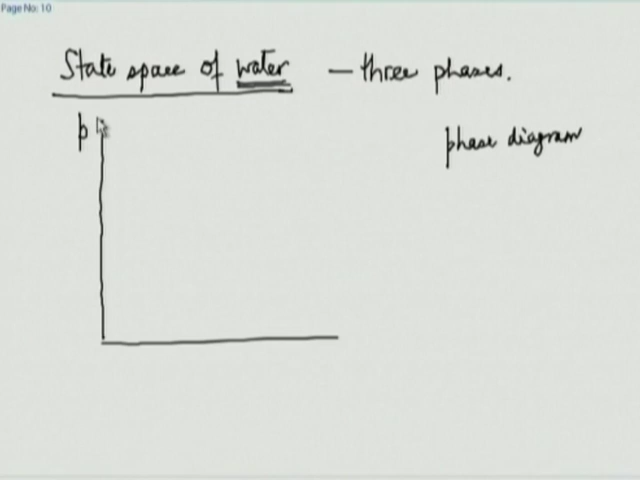 Page No: 10
State space of water — three phases.
p
phase diagram